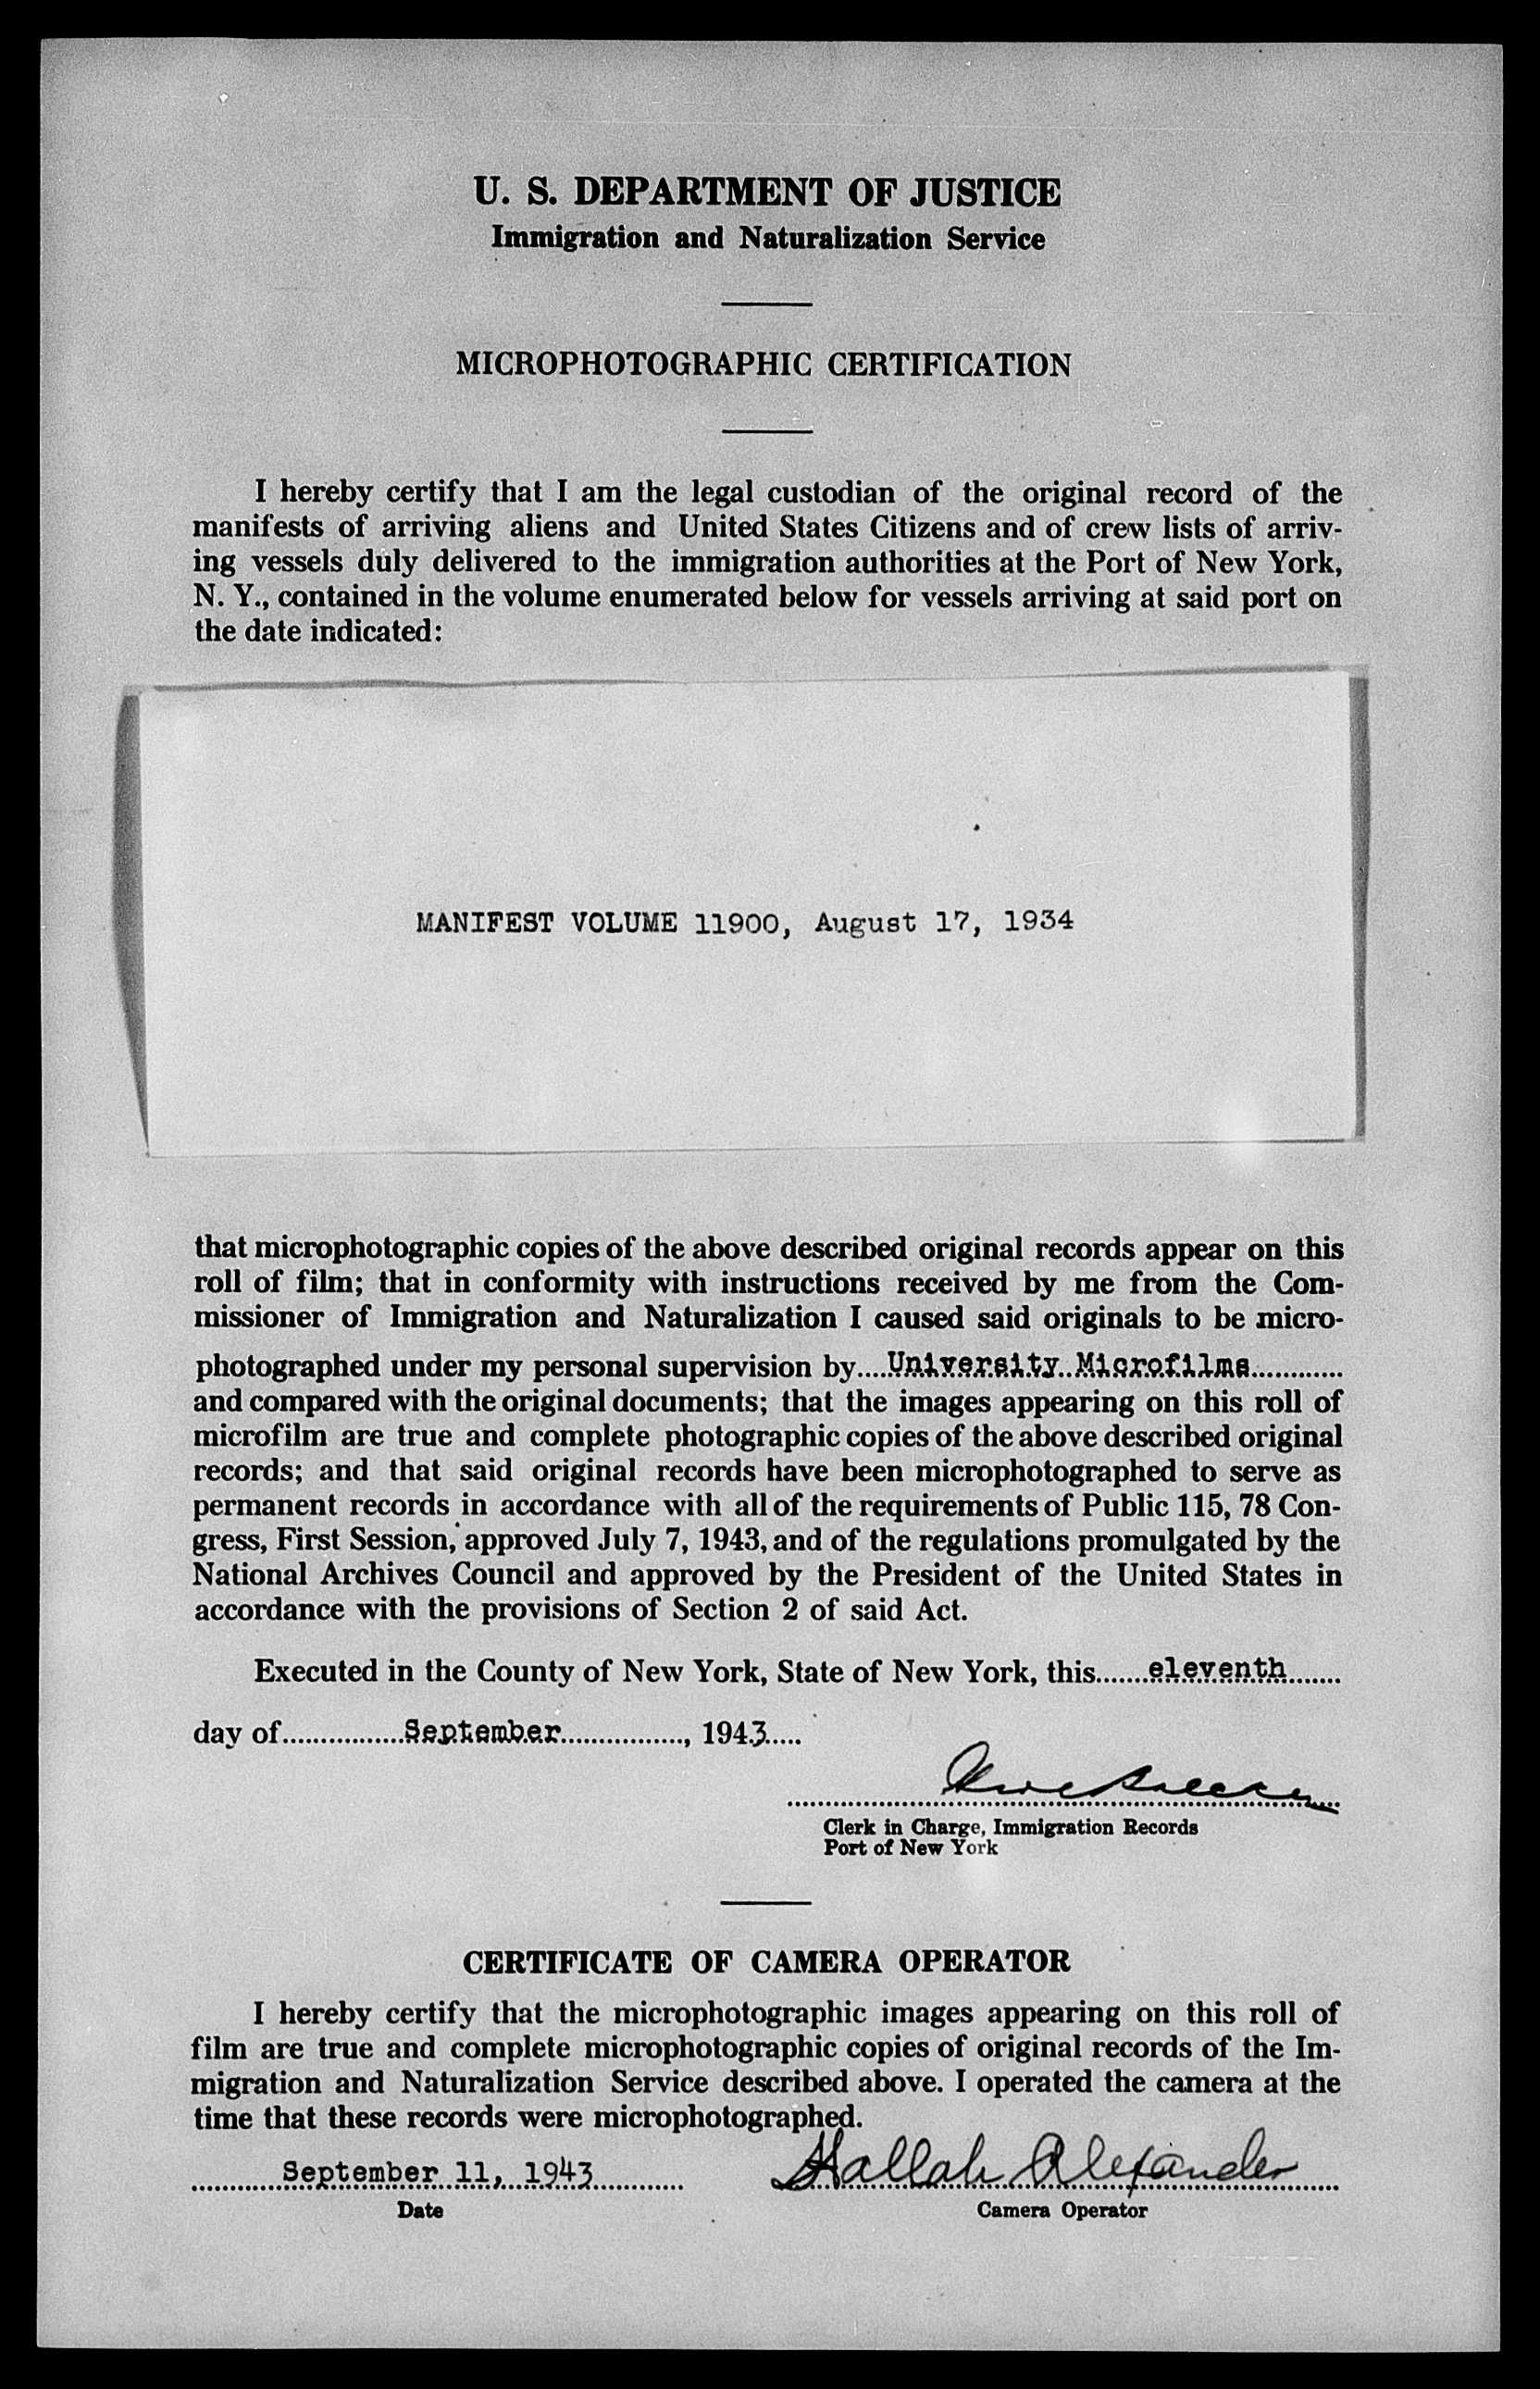 U. S. DEPARTMENT OF JUSTICE
Immigration and Naturalization Service
MICROPHOTOGRAPHIC CERTIFICATION
I hereby certify that I am the legal custodian of the original record of the
manifests of arriving aliens and United States Citizens and of crew lists of arriv-
ing vessels duly delivered to the immigration authorities at the Port of New York,
N. Y., contained in the volume enumerated below for vessels arriving at said port on
the date indicated:
MANIFEST VOLUME 11900, August 17, 1934
that microphotographic copies of the above described original records appear on this
roll of film; that in conformity with instructions received by me from the Com-
missioner of Immigration and Naturalization I caused said originals to be micro-
photographed under my personal supervision by....University Microfilms............
and compared with the original documents; that the images appearing on this roll of
microfilm are true and complete photographic copies of the above described original
records; and that said original records have been microphotographed to serve as
permanent records in accordance with all of the requirements of Public 115, 78 Con-
gress, First Session, approved July 7, 1943, and of the regulations promulgated by the
National Archives Council and approved by the President of the United States in
accordance with the provisions of Section 2 of said Act.
Executed in the County of New York, State of New York, this.......eleventh.......
day of................September................, 1943.....
Clerk in Charge, Immigration Records
Port of New York
CERTIFICATE OF CAMERA OPERATOR
I hereby certify that the microphotographic images appearing on this roll of
film are true and complete microphotographic copies of original records of the Im-
migration and Naturalization Service described above. I operated the camera at the
time that these records were microphotographed.
September 11, 1943 Hallah Alexander
Date Camera Operator